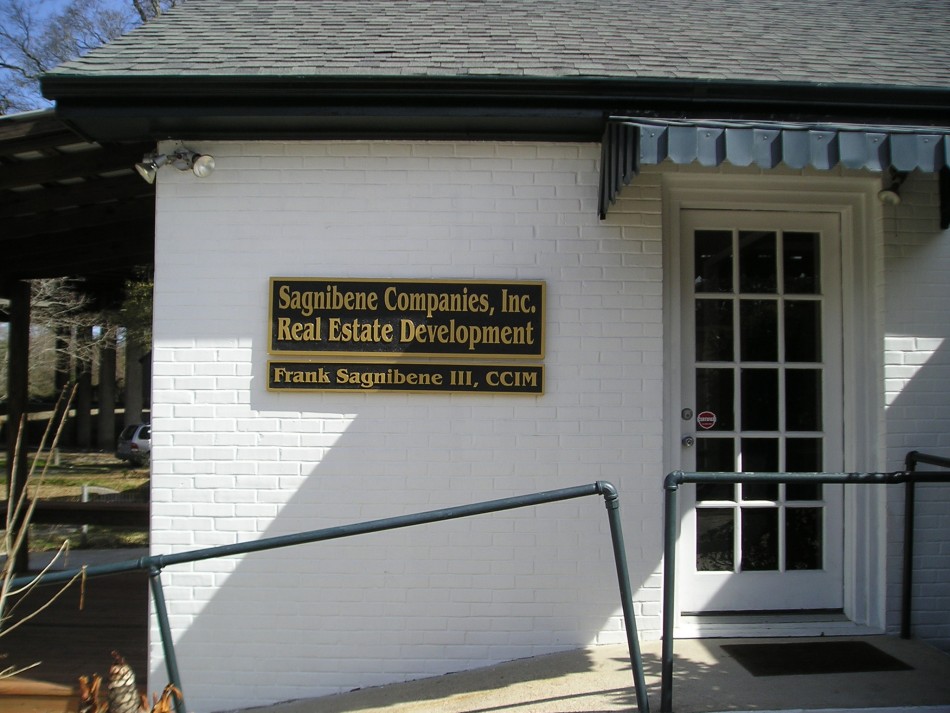 Sagnibene Companies, Inc.
Real Estate Development
Frank Sagnibene III, CCIM